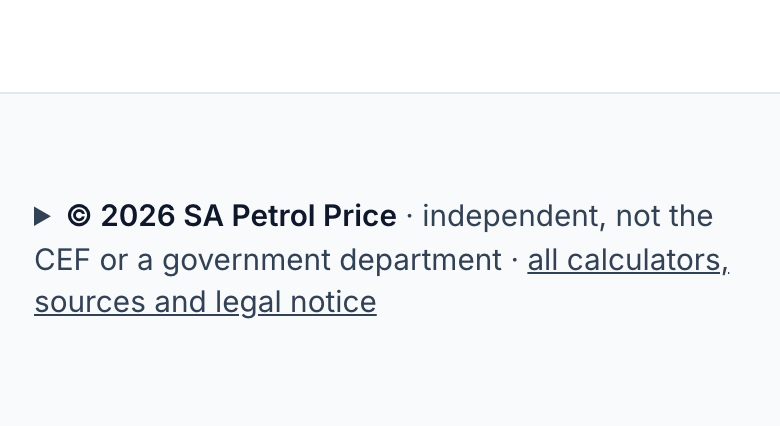 ▶ © 2026 SA Petrol Price · independent, not the
CEF or a government department · all calculators,
sources and legal notice